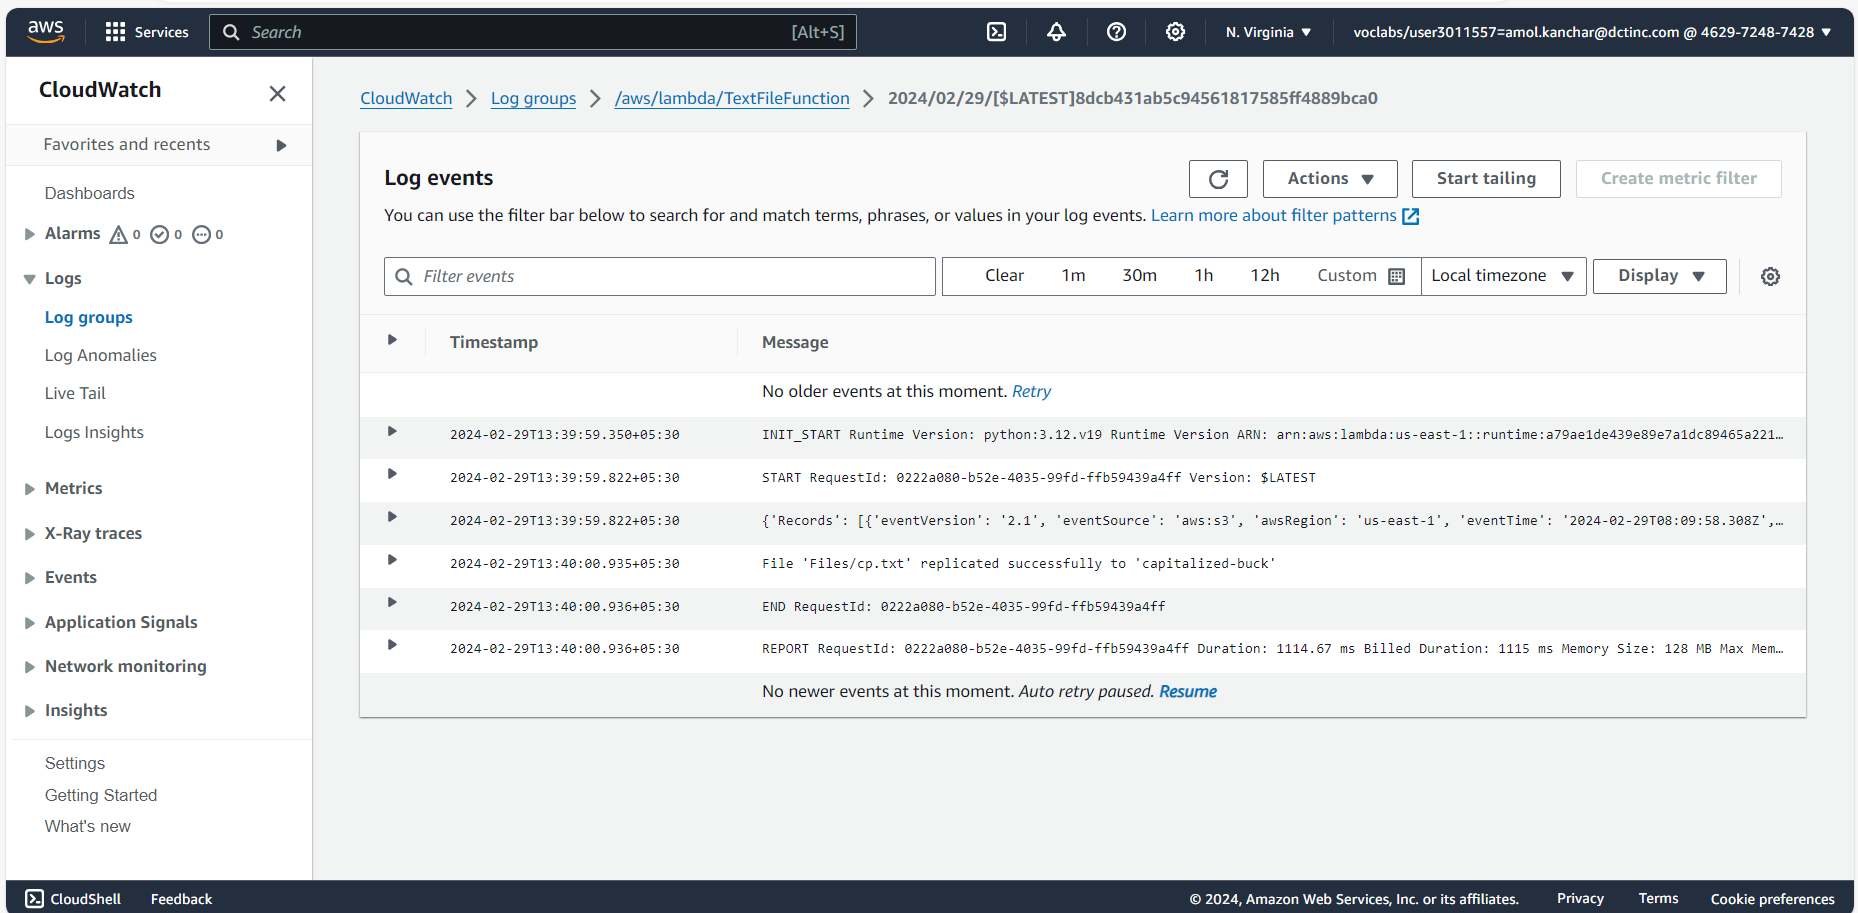 aws Services Search [Alt+S] N. Virginia voclabs/user3011557=amol.kanchar@dctinc.com @ 4629-7248-7428
CloudWatch
Favorites and recents
Dashboards
Alarms 0 0 0
Logs
Log groups
Log Anomalies
Live Tail
Logs Insights
Metrics
X-Ray traces
Events
Application Signals
Network monitoring
Insights
Settings
Getting Started
What's new
CloudWatch Log groups /aws/lambda/TextFileFunction 2024/02/29/[$LATEST]8dcb431ab5c94561817585ff4889bca0
Log events
Actions Start tailing Create metric filter
You can use the filter bar below to search for and match terms, phrases, or values in your log events. Learn more about filter patterns
Filter events Clear 1m 30m 1h 12h Custom Local timezone Display
Timestamp Message
No older events at this moment. Retry
2024-02-29T13:39:59.350+05:30 INIT_START Runtime Version: python:3.12.v19 Runtime Version ARN: arn:aws:lambda:us-east-1::runtime:a79ae1de439e89e7a1dc89465a221…
2024-02-29T13:39:59.822+05:30 START RequestId: 0222a080-b52e-4035-99fd-ffb59439a4ff Version: $LATEST
2024-02-29T13:39:59.822+05:30 {'Records': [{'eventVersion': '2.1', 'eventSource': 'aws:s3', 'awsRegion': 'us-east-1', 'eventTime': '2024-02-29T08:09:58.308Z',…
2024-02-29T13:40:00.935+05:30 File 'Files/cp.txt' replicated successfully to 'capitalized-buck'
2024-02-29T13:40:00.936+05:30 END RequestId: 0222a080-b52e-4035-99fd-ffb59439a4ff
2024-02-29T13:40:00.936+05:30 REPORT RequestId: 0222a080-b52e-4035-99fd-ffb59439a4ff Duration: 1114.67 ms Billed Duration: 1115 ms Memory Size: 128 MB Max Mem…
No newer events at this moment. Auto retry paused. Resume
CloudShell Feedback © 2024, Amazon Web Services, Inc. or its affiliates. Privacy Terms Cookie preferences